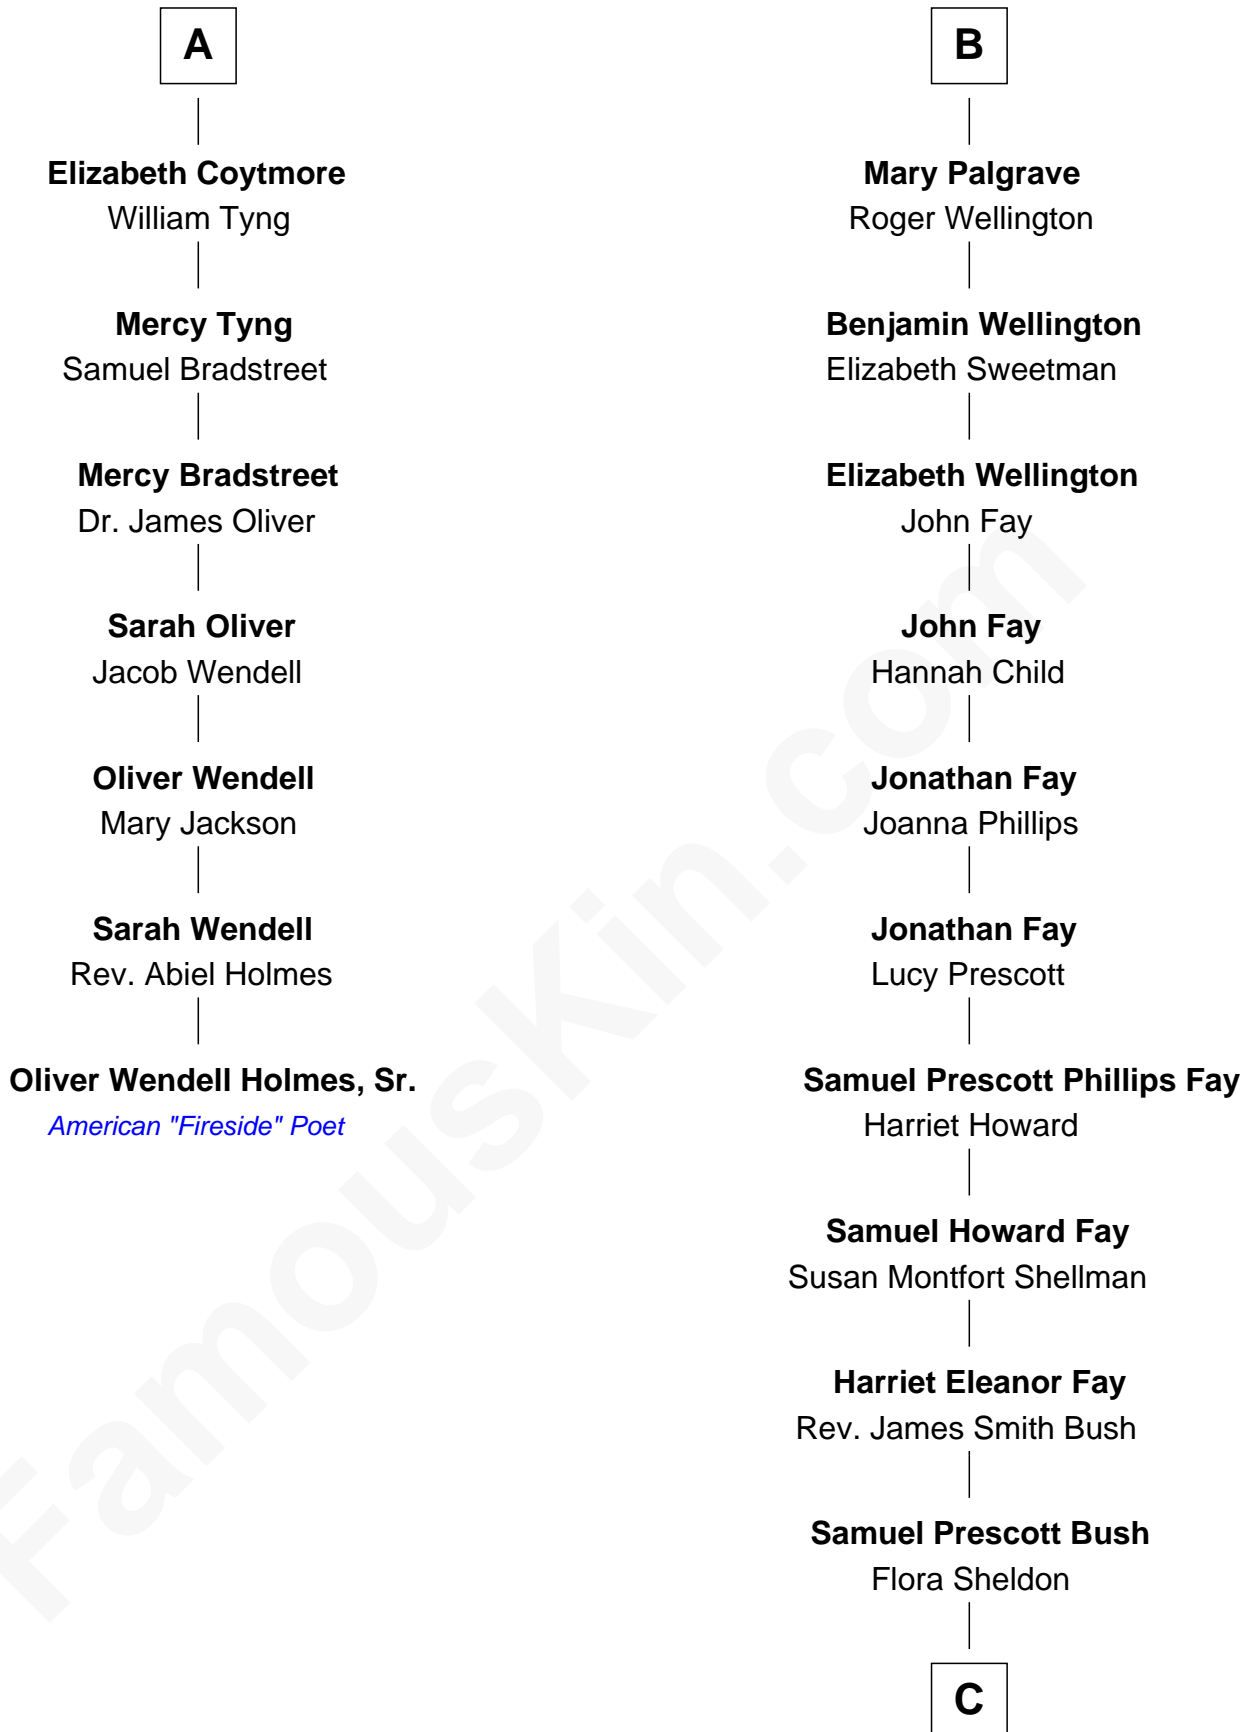 A
Elizabeth Coytmore
William Tyng
Mercy Tyng
Samuel Bradstreet
Mercy Bradstreet
Dr. James Oliver
Sarah Oliver
Jacob Wendell
Oliver Wendell
Mary Jackson
Sarah Wendell
Rev. Abiel Holmes
Oliver Wendell Holmes, Sr.
American "Fireside" Poet
B
Mary Palgrave
Roger Wellington
Benjamin Wellington
Elizabeth Sweetman
Elizabeth Wellington
John Fay
John Fay
Hannah Child
Jonathan Fay
Joanna Phillips
Jonathan Fay
Lucy Prescott
Samuel Prescott Phillips Fay
Harriet Howard
Samuel Howard Fay
Susan Montfort Shellman
Harriet Eleanor Fay
Rev. James Smith Bush
Samuel Prescott Bush
Flora Sheldon
C
FamousKin.com